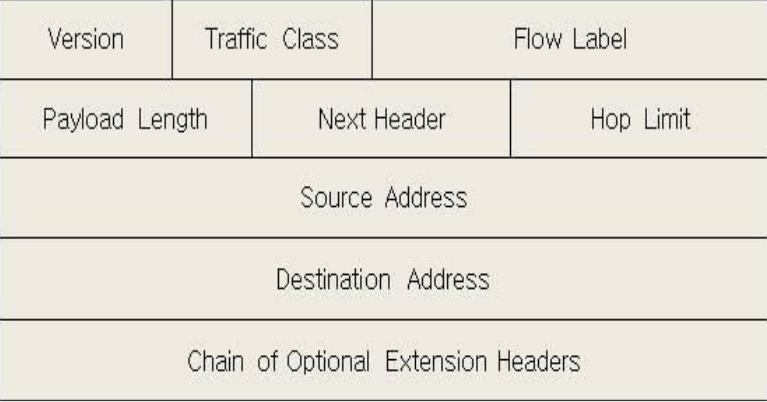 Version Traffic Class Flow Label
Payload Length Next Header Hop Limit
Source Address
Destination Address
Chain of Optional Extension Headers